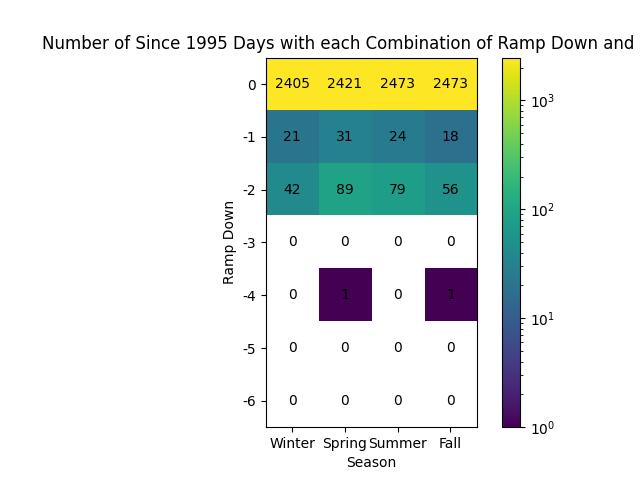 Number of Since 1995 Days with each Combination of Ramp Down and
0 2405 2421 2473 2473
-1 21 31 24 18
-2 42 89 79 56
-3 0 0 0 0
-4 0 1 0 1
-5 0 0 0 0
-6 0 0 0 0
Winter Spring Summer Fall
Season
Ramp Down
10³
10²
10¹
10⁰